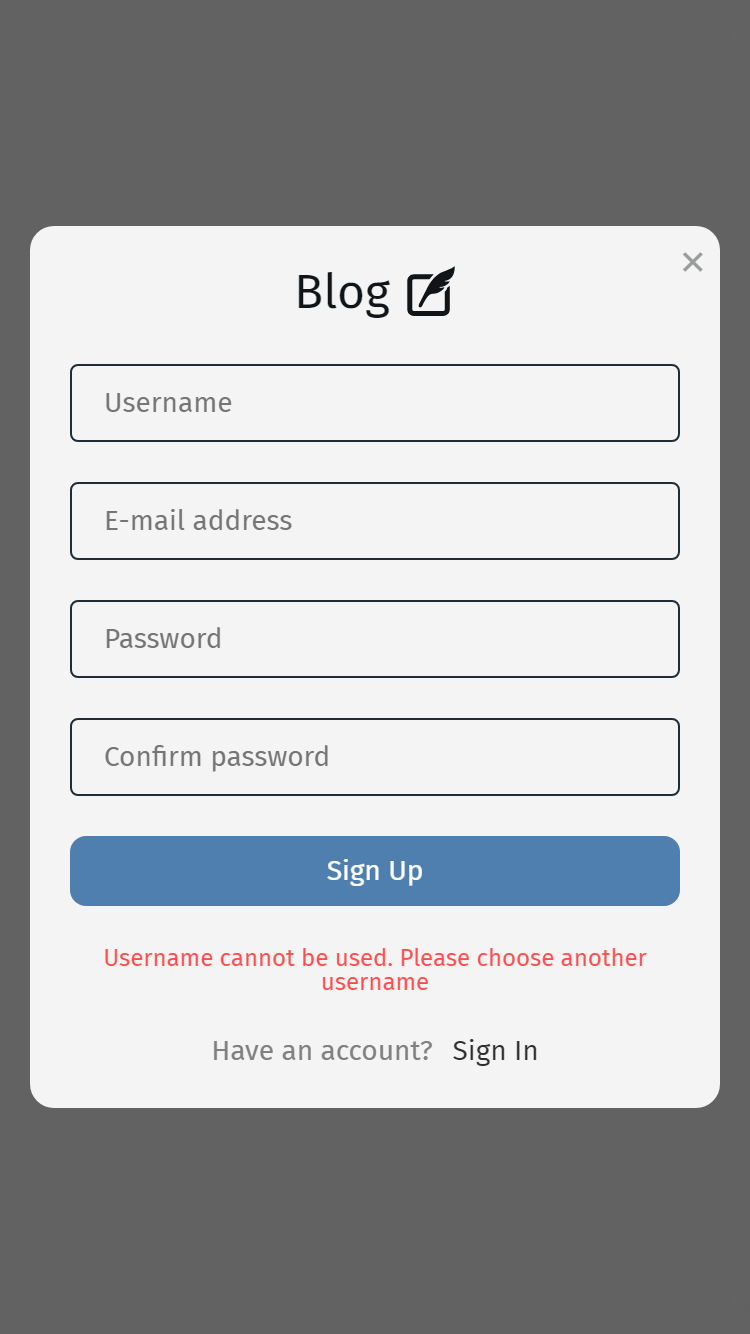 Blog
Username
E-mail address
Password
Confirm password
Sign Up
Username cannot be used. Please choose another
username
Have an account? Sign In